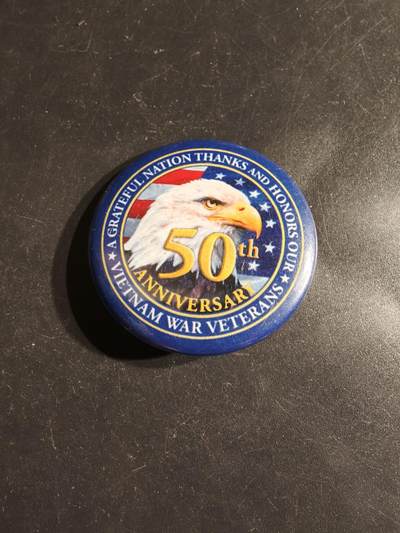 ★ A GRATEFUL NATION THANKS AND HONORS OUR ★
VIETNAM WAR VETERANS
50th
ANNIVERSARY